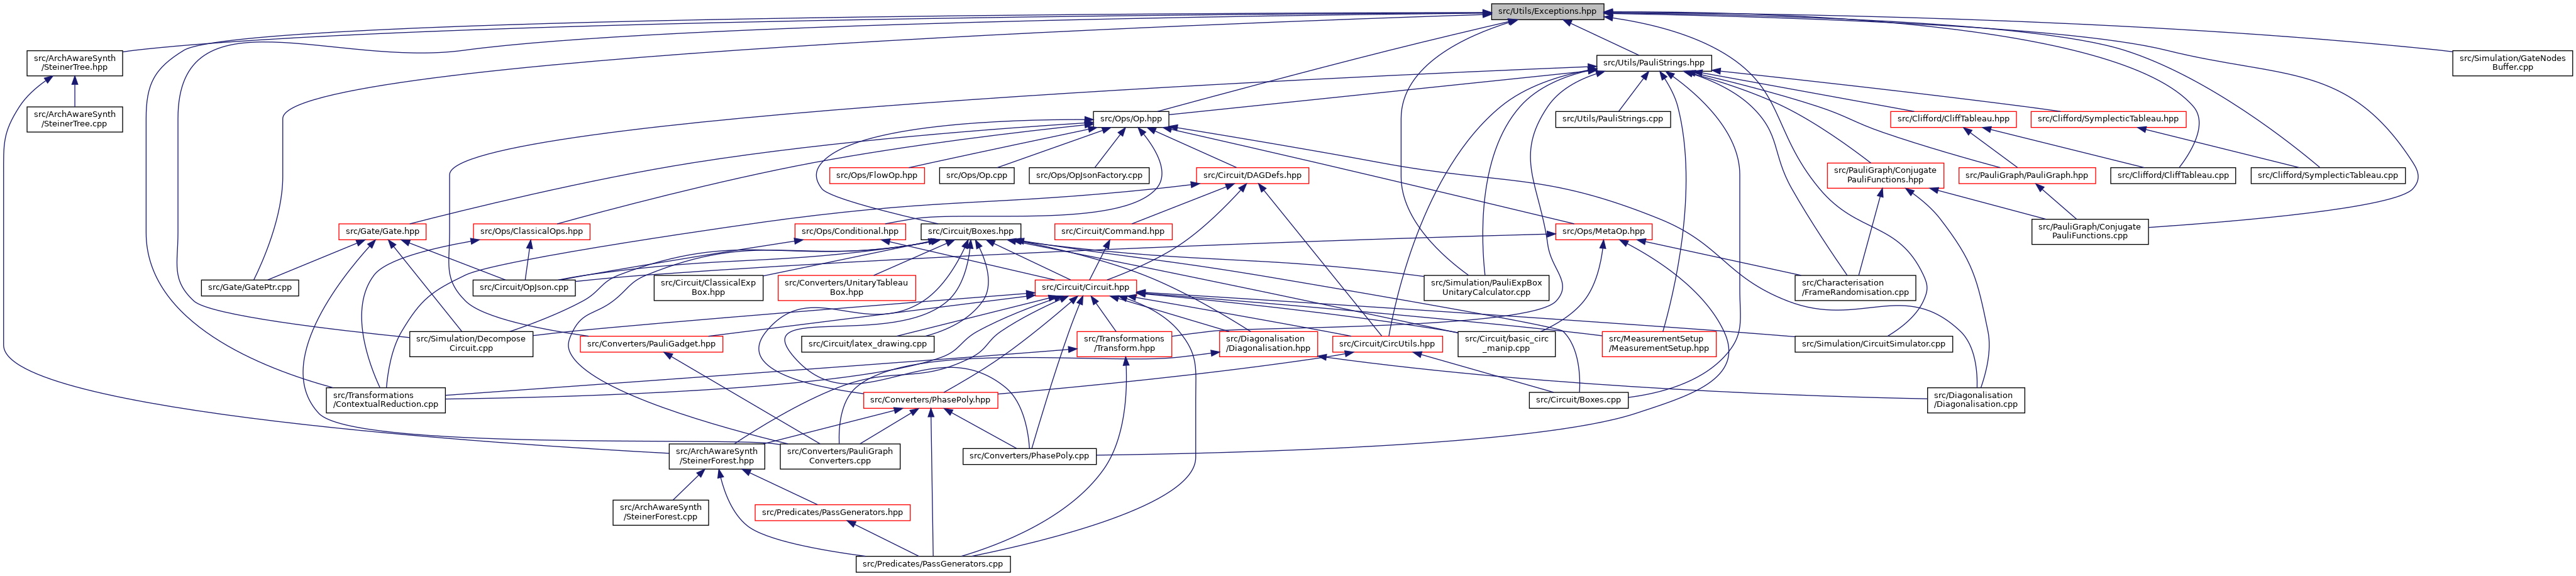 src/Utils/Exceptions.hpp
src/ArchAwareSynth
/SteinerTree.hpp
src/Utils/PauliStrings.hpp
src/Simulation/GateNodes
Buffer.cpp
src/ArchAwareSynth
/SteinerTree.cpp
src/Ops/Op.hpp
src/Utils/PauliStrings.cpp
src/Clifford/CliffTableau.hpp
src/Clifford/SymplecticTableau.hpp
src/Ops/FlowOp.hpp
src/Ops/Op.cpp
src/Ops/OpJsonFactory.cpp
src/Circuit/DAGDefs.hpp
src/PauliGraph/Conjugate
PauliFunctions.hpp
src/PauliGraph/PauliGraph.hpp
src/Clifford/CliffTableau.cpp
src/Clifford/SymplecticTableau.cpp
src/Gate/Gate.hpp
src/Ops/ClassicalOps.hpp
src/Ops/Conditional.hpp
src/Circuit/Boxes.hpp
src/Circuit/Command.hpp
src/Ops/MetaOp.hpp
src/PauliGraph/Conjugate
PauliFunctions.cpp
src/Gate/GatePtr.cpp
src/Circuit/OpJson.cpp
src/Circuit/ClassicalExp
Box.hpp
src/Converters/UnitaryTableau
Box.hpp
src/Circuit/Circuit.hpp
src/Simulation/PauliExpBox
UnitaryCalculator.cpp
src/Characterisation
/FrameRandomisation.cpp
src/Simulation/Decompose
Circuit.cpp
src/Converters/PauliGadget.hpp
src/Circuit/latex_drawing.cpp
src/Transformations
/Transform.hpp
src/Diagonalisation
/Diagonalisation.hpp
src/Circuit/CircUtils.hpp
src/Circuit/basic_circ
_manip.cpp
src/MeasurementSetup
/MeasurementSetup.hpp
src/Simulation/CircuitSimulator.cpp
src/Transformations
/ContextualReduction.cpp
src/Converters/PhasePoly.hpp
src/Circuit/Boxes.cpp
src/Diagonalisation
/Diagonalisation.cpp
src/ArchAwareSynth
/SteinerForest.hpp
src/Converters/PauliGraph
Converters.cpp
src/Converters/PhasePoly.cpp
src/ArchAwareSynth
/SteinerForest.cpp
src/Predicates/PassGenerators.hpp
src/Predicates/PassGenerators.cpp